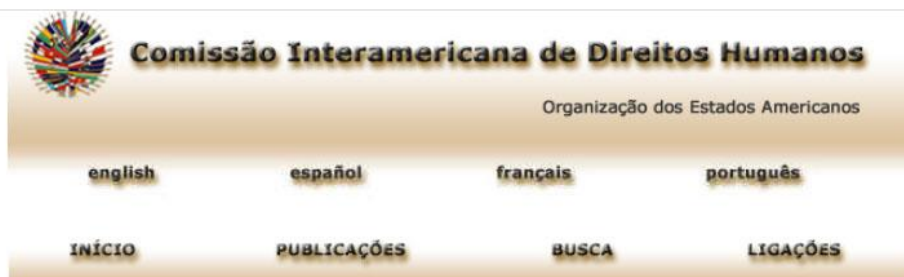 Comissão Interamericana de Direitos Humanos
Organização dos Estados Americanos
english español français português
INÍCIO PUBLICAÇÕES BUSCA LIGAÇÕES